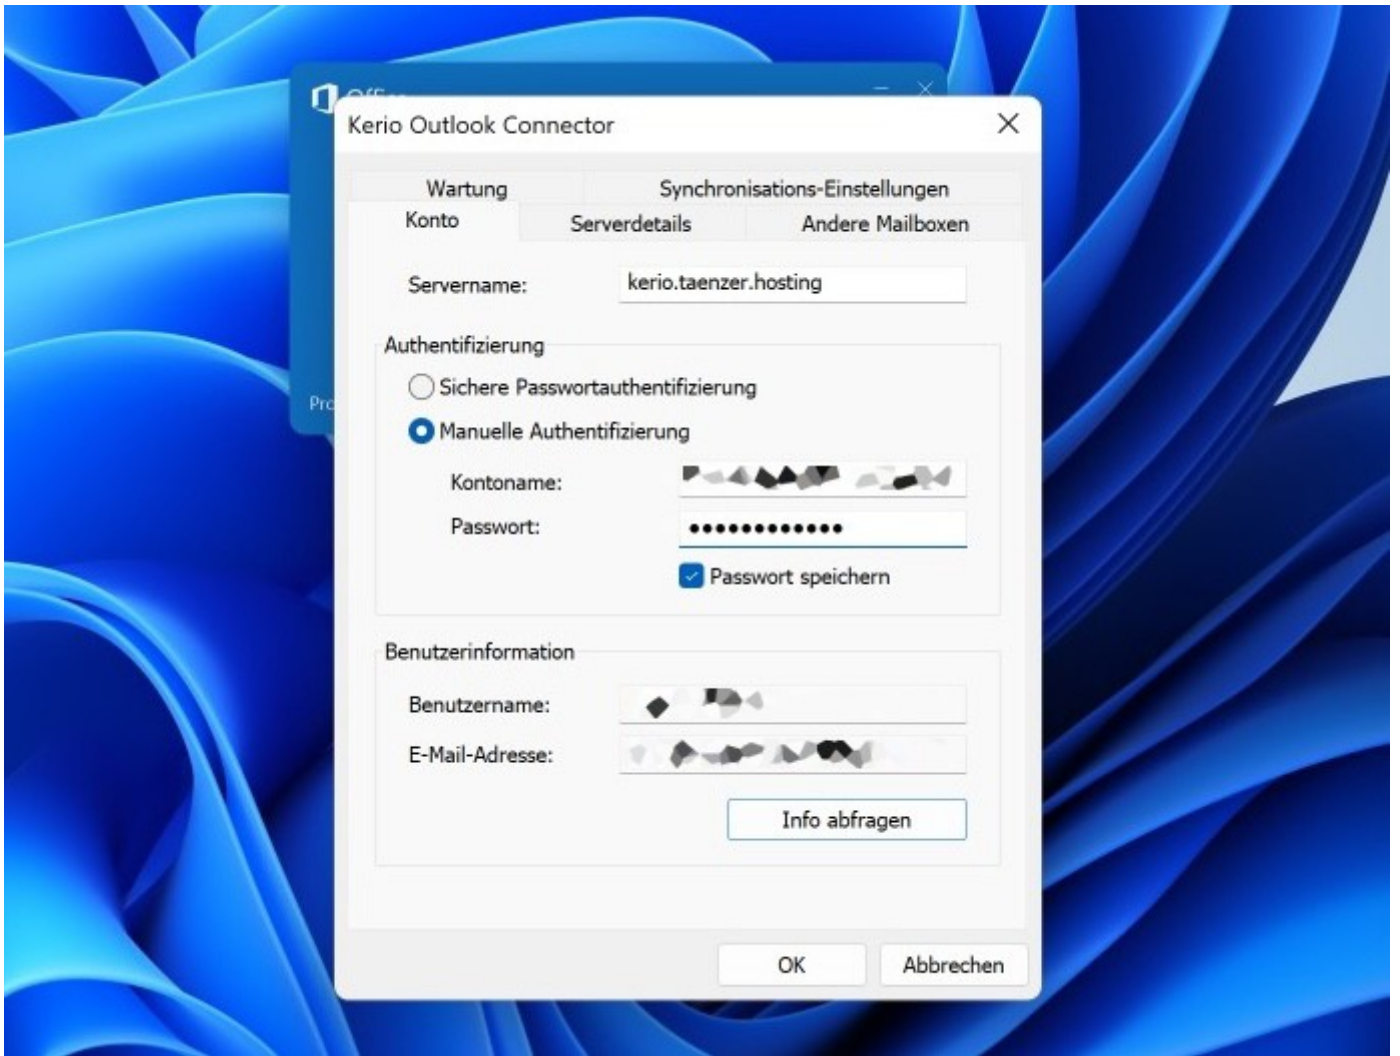 Office
Kerio Outlook Connector
Wartung Synchronisations-Einstellungen
Konto Serverdetails Andere Mailboxen
Servername: kerio.taenzer.hosting
Authentifizierung
Sichere Passwortauthentifizierung
Manuelle Authentifizierung
Kontoname:
Passwort: ●●●●●●●●●●●●
Passwort speichern
Benutzerinformation
Benutzername:
E-Mail-Adresse:
Info abfragen
OK Abbrechen